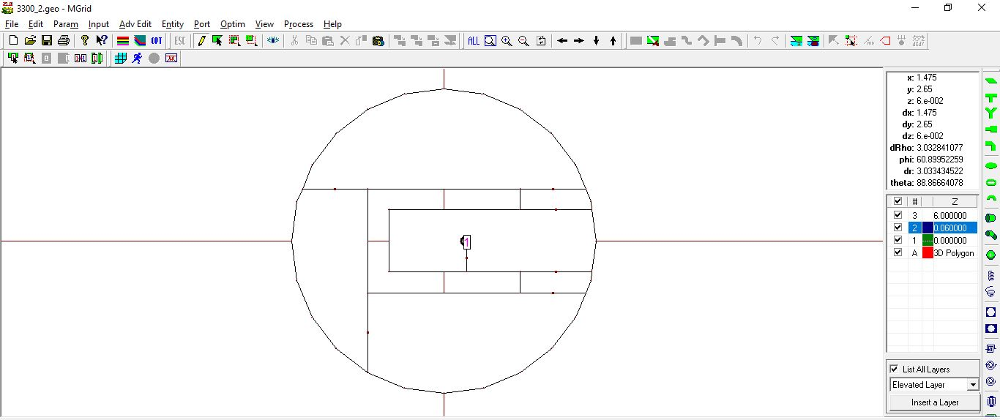 3300_2.geo - MGrid
File Edit Param Input Adv Edit Entity Port Optim View Process Help
OPT ESC ALL
x: 1.475
y: 2.65
z: 6.e-002
dx: 1.475
dy: 2.65
dz: 6.e-002
dRho: 3.032841077
phi: 60.89952259
dr: 3.033434522
theta: 88.86664078
# Z
3 6.000000
2 0.060000
1 0.000000
A 3D Polygon
1
List All Layers
Elevated Layer
Insert a Layer